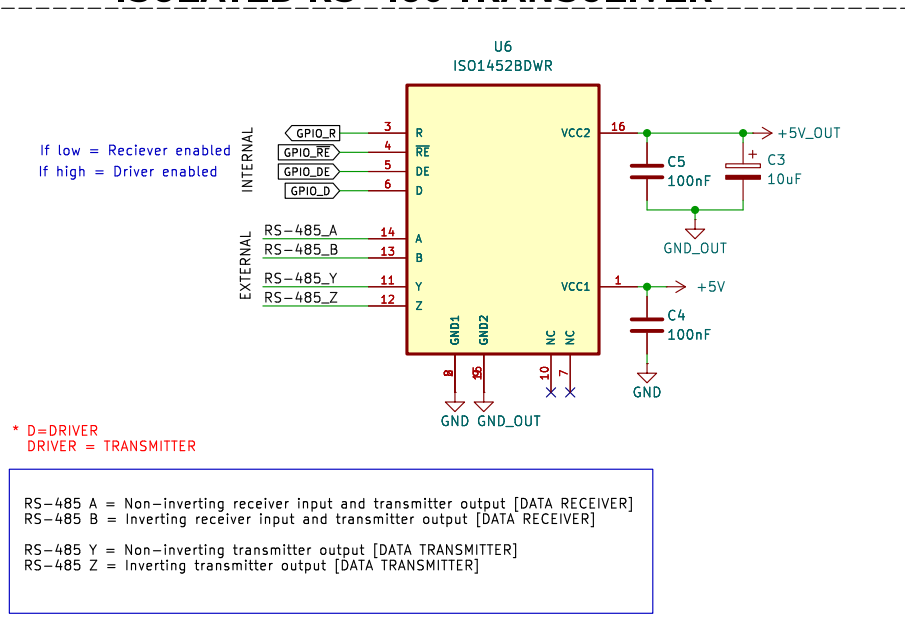 ISOLATED RS-485 TRANSCEIVER
U6
ISO1452BDWR
If low = Reciever enabled
If high = Driver enabled
INTERNAL
GPIO_R
GPIO_RE
GPIO_DE
GPIO_D
3
4
5
6
R
RE
DE
D
EXTERNAL
RS-485_A
RS-485_B
RS-485_Y
RS-485_Z
14
13
11
12
A
B
Y
Z
VCC2
16
+5V_OUT
C5
100nF
+
C3
10uF
GND_OUT
VCC1
1
+5V
C4
100nF
GND
GND1
GND2
NC
NC
10
7
GND
GND_OUT
* D=DRIVER
DRIVER = TRANSMITTER
RS-485 A = Non-inverting receiver input and transmitter output [DATA RECEIVER]
RS-485 B = Inverting receiver input and transmitter output [DATA RECEIVER]
RS-485 Y = Non-inverting transmitter output [DATA TRANSMITTER]
RS-485 Z = Inverting transmitter output [DATA TRANSMITTER]